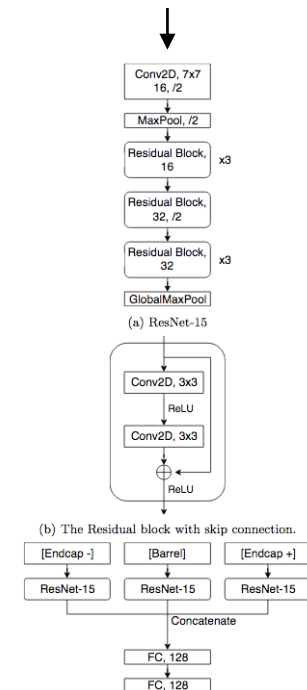 Conv2D, 7x7
16, /2
MaxPool, /2
Residual Block,
16
x3
Residual Block,
32, /2
Residual Block,
32
x3
GlobalMaxPool
(a) ResNet-15
Conv2D, 3x3
ReLU
Conv2D, 3x3
ReLU
(b) The Residual block with skip connection.
[Endcap -] [Barrel] [Endcap +]
ResNet-15 ResNet-15 ResNet-15
Concatenate
FC, 128
FC, 128